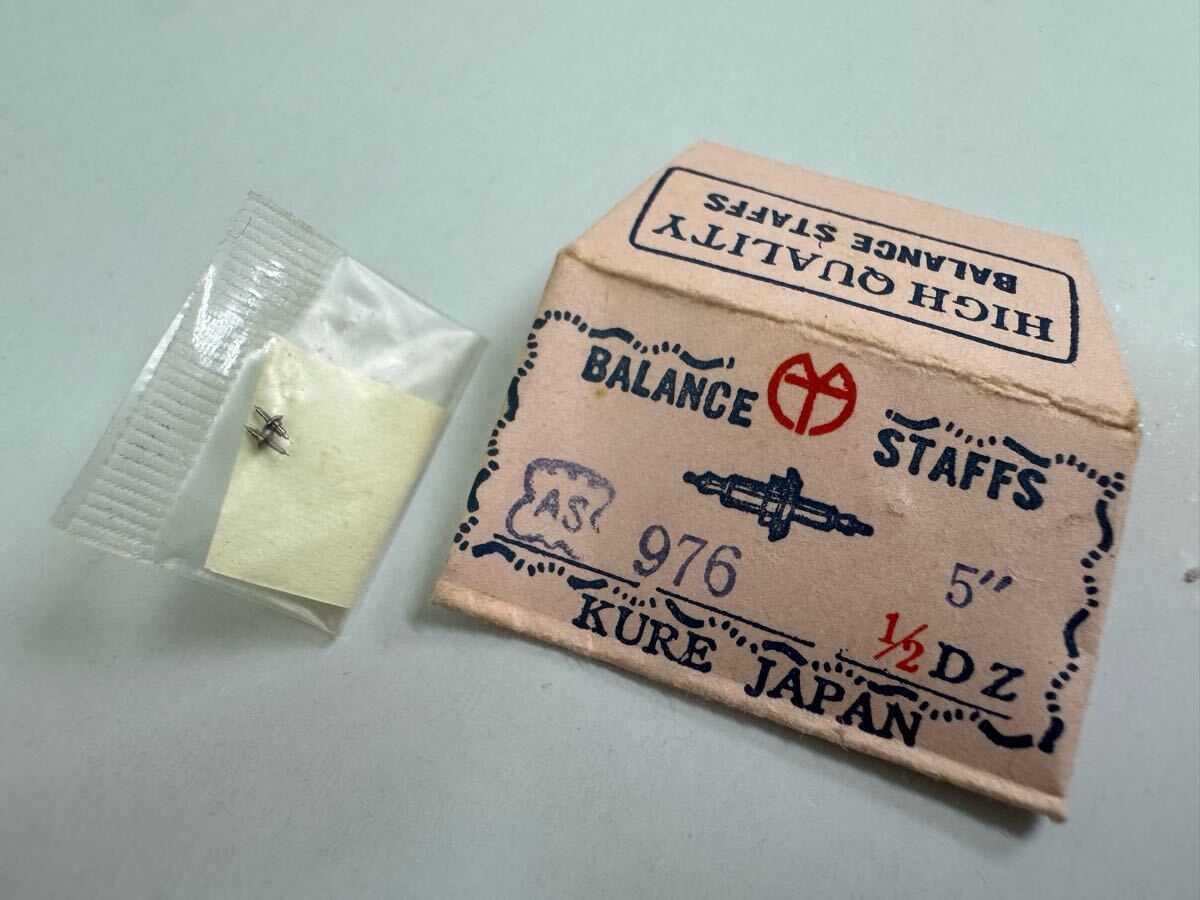 HIGH QUALITY
BALANCE STAFFS
BALANCE STAFFS
AS 976 5"
½ DZ
KURE JAPAN